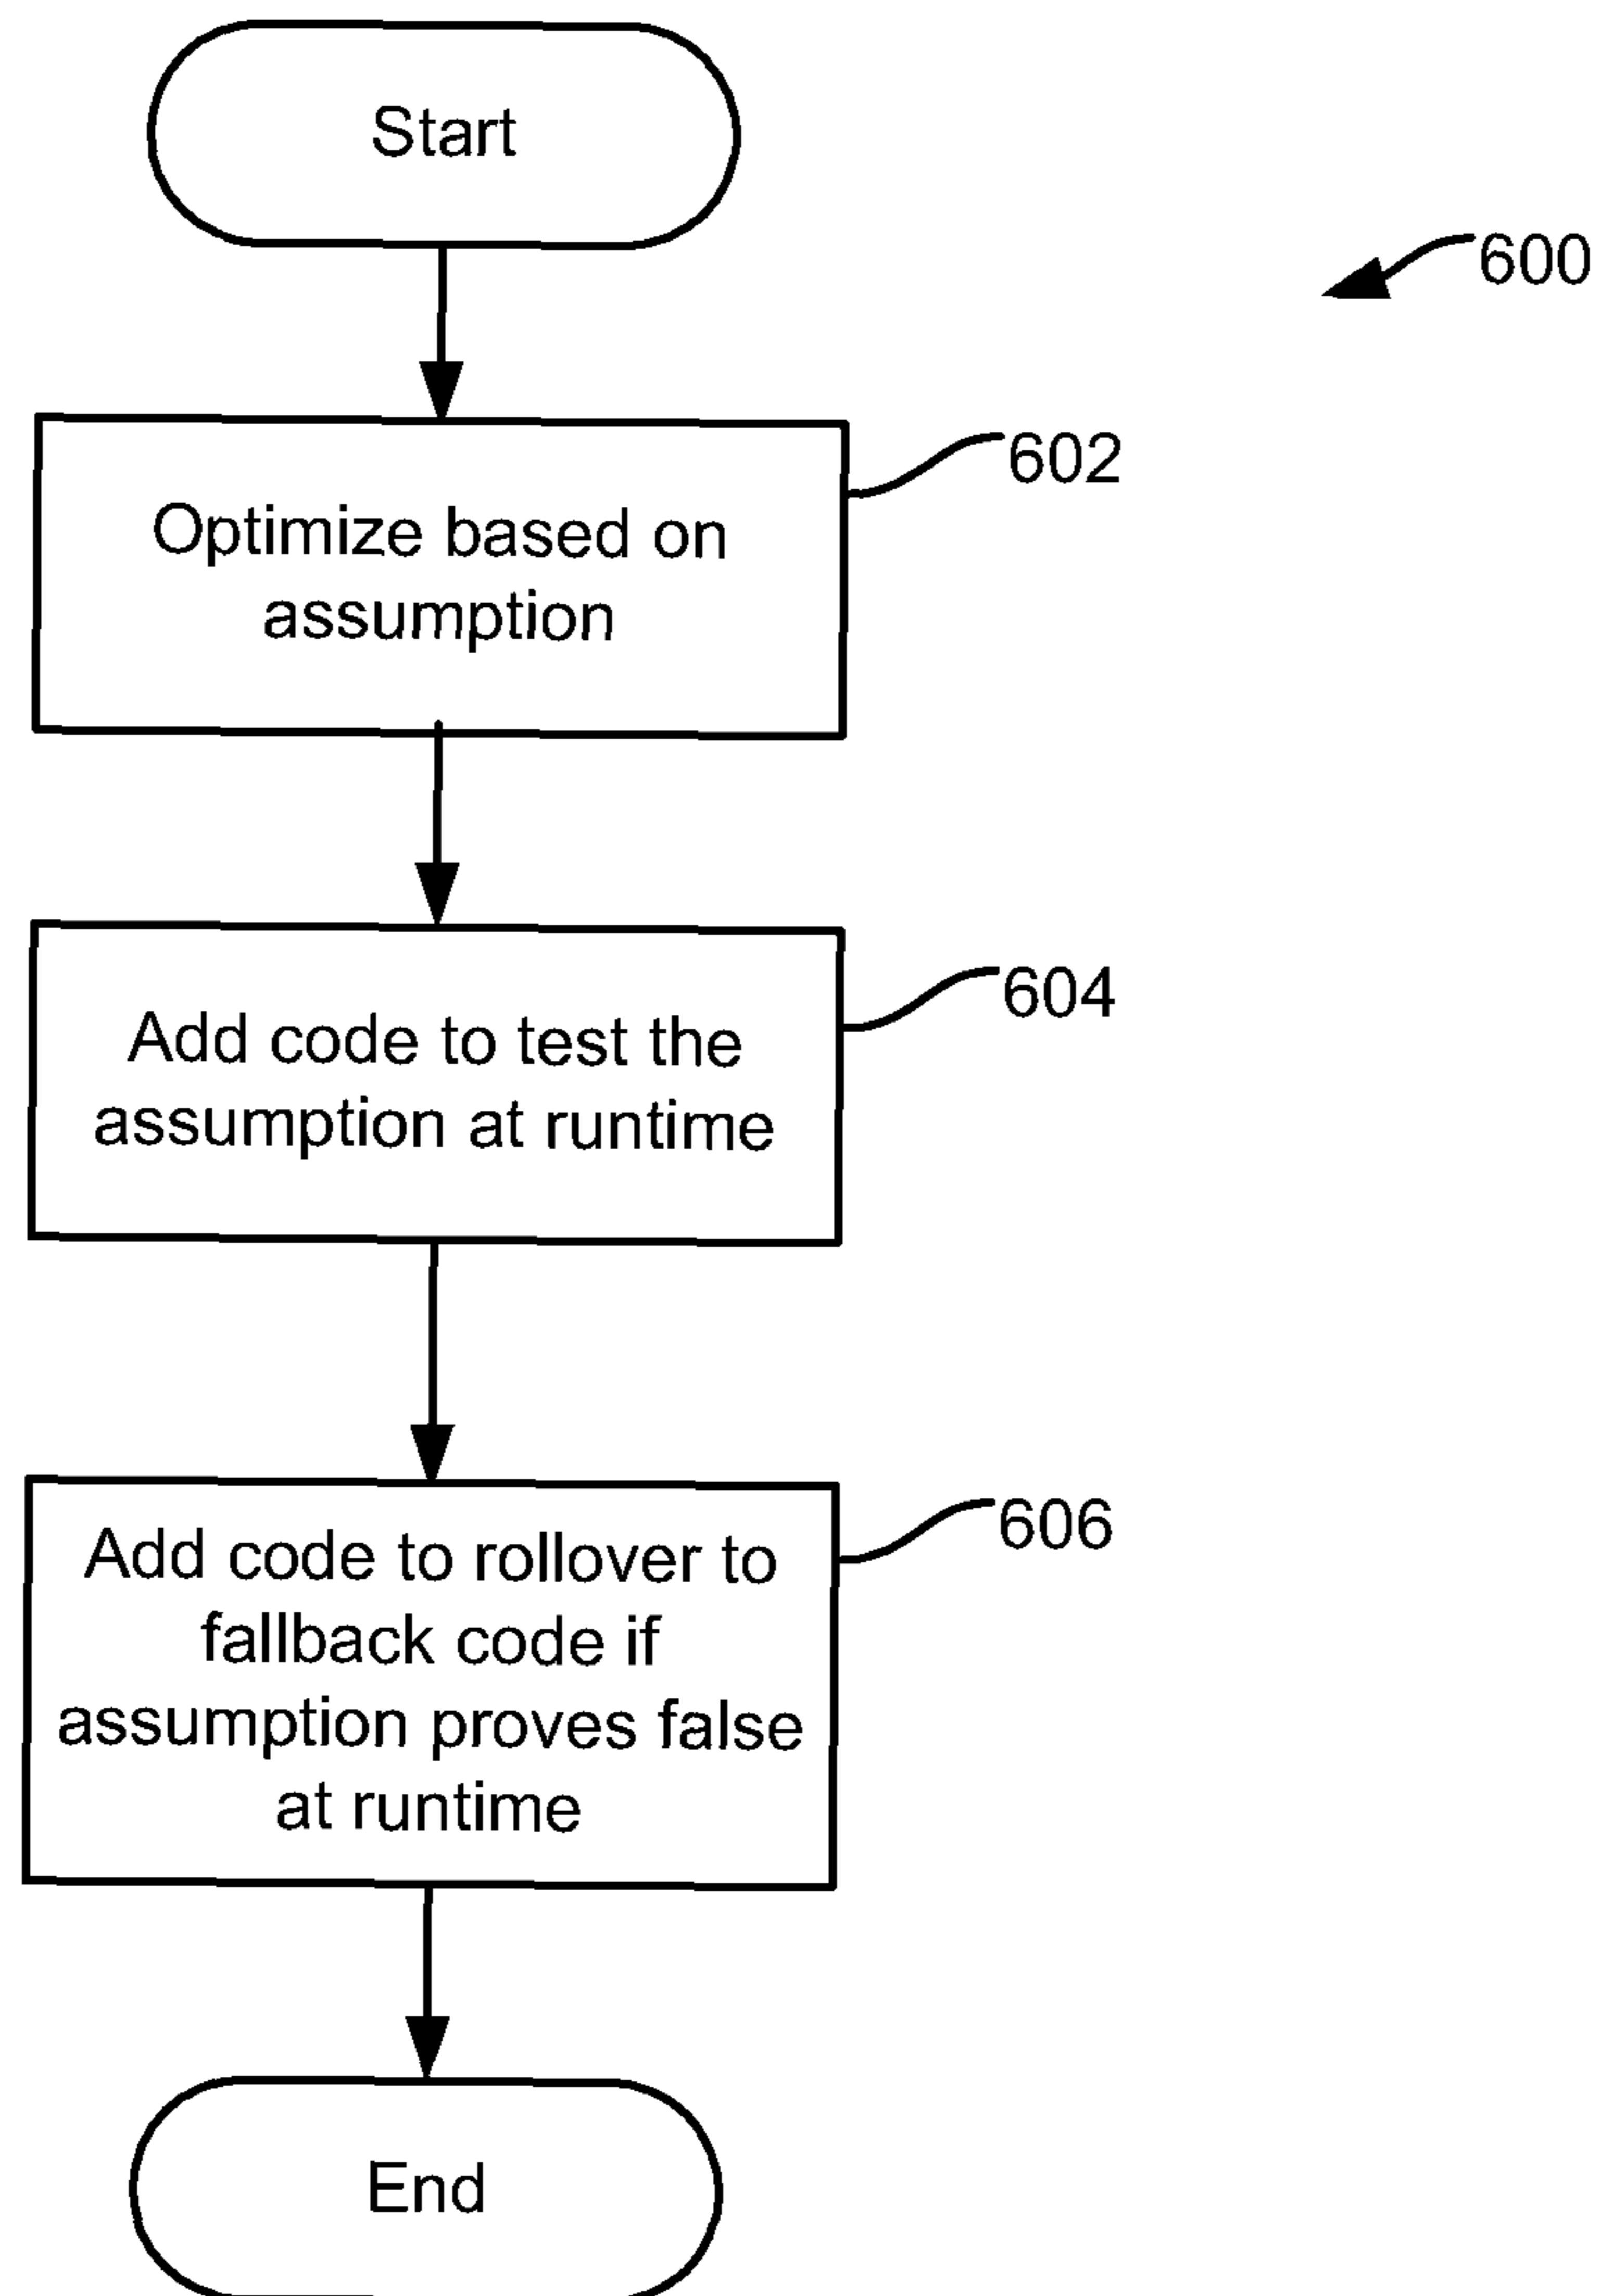 Start
600
Optimize based on
assumption
602
Add code to test the
assumption at runtime
604
Add code to rollover to
fallback code if
assumption proves false
at runtime
606
End